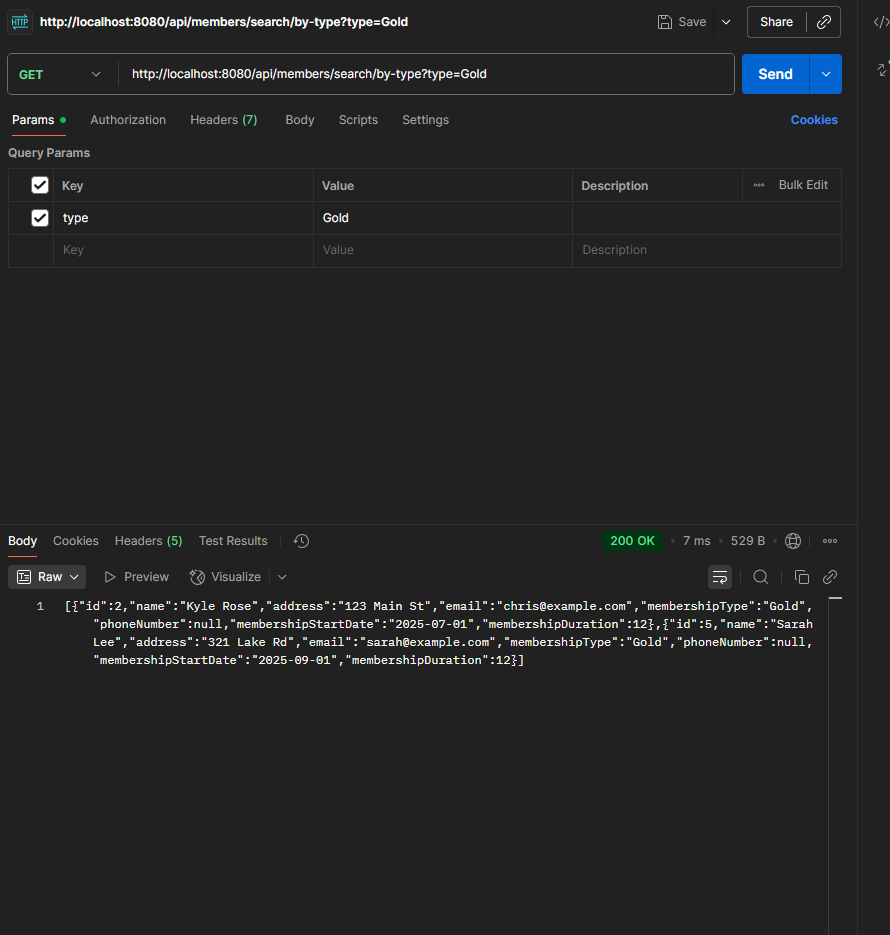 HTTP http://localhost:8080/api/members/search/by-type?type=Gold Save Share </>
GET http://localhost:8080/api/members/search/by-type?type=Gold Send
Params Authorization Headers (7) Body Scripts Settings Cookies
Query Params
Key Value Description ••• Bulk Edit
type Gold
Key Value Description
Body Cookies Headers (5) Test Results 200 OK • 7 ms • 529 B •••
Raw Preview Visualize
1 [{"id":2,"name":"Kyle Rose","address":"123 Main St","email":"chris@example.com","membershipType":"Gold",
"phoneNumber":null,"membershipStartDate":"2025-07-01","membershipDuration":12},{"id":5,"name":"Sarah
Lee","address":"321 Lake Rd","email":"sarah@example.com","membershipType":"Gold","phoneNumber":null,
"membershipStartDate":"2025-09-01","membershipDuration":12}]